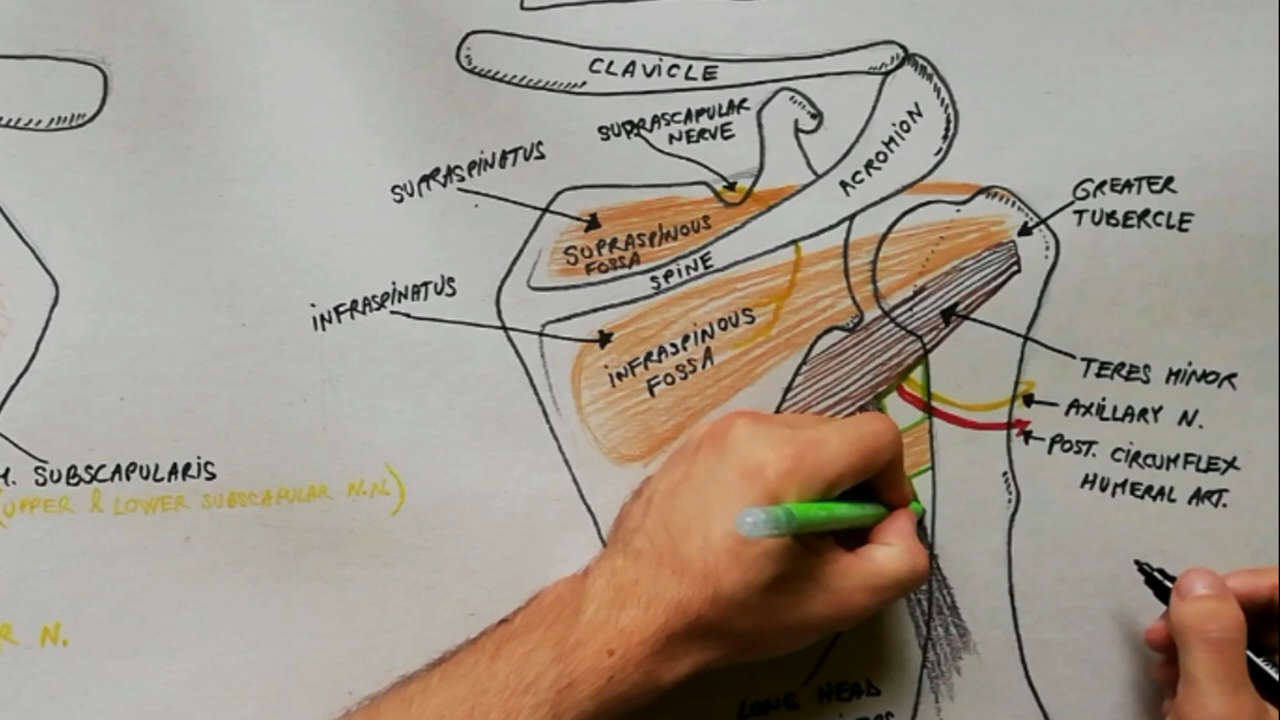 CLAVICLE
SUPRASCAPULAR
NERVE
ACROMION
SUPRASPINATUS
GREATER
TUBERCLE
SUPRASPINOUS
FOSSA
SPINE
INFRASPINATUS
INFRASPINOUS
FOSSA
TERES MINOR
AXILLARY N.
POST. CIRCUMFLEX
HUMERAL ART.
M. SUBSCAPULARIS
(UPPER & LOWER SUBSCAPULAR N.N.)
R N.
LONG HEAD